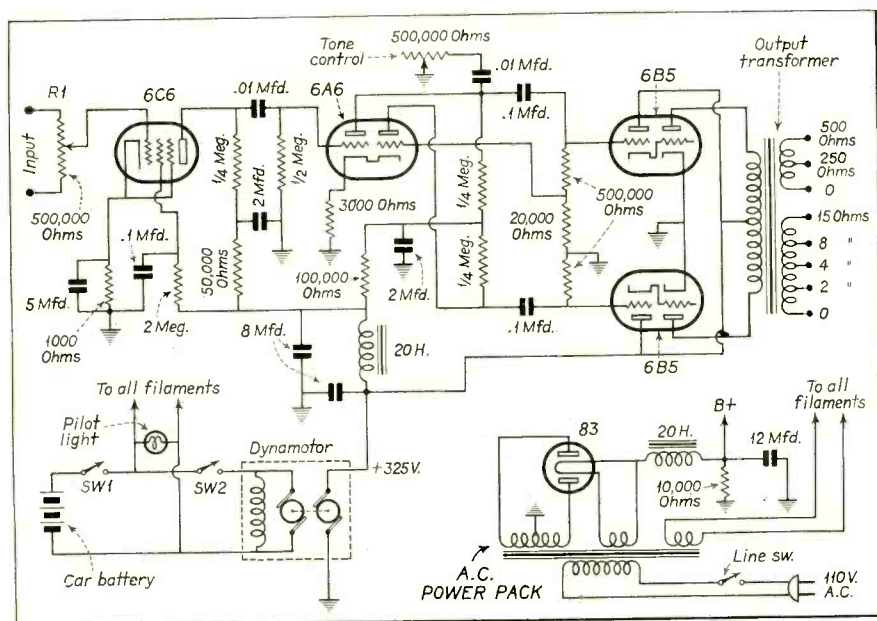 500,000 Ohms
Tone
control
Output
transformer
R1
6C6
.01 Mfd.
6A6
.01 Mfd.
.1 Mfd.
6B5
Input
500,000
Ohms
1/4 Meg.
2 Mfd.
1/2 Meg.
3000 Ohms
1/4 Meg.
500,000
Ohms
20,000
Ohms
500
Ohms
250
Ohms
0
15 Ohms
8 "
4 "
2 "
0
.1 Mfd.
5 Mfd.
1000
Ohms
2 Meg.
50,000
Ohms
100,000
Ohms
2 Mfd.
1/4 Meg.
.1 Mfd.
8 Mfd.
20 H.
6B5
To all filaments
Pilot
light
SW1
SW2
Dynamotor
+325V.
Car battery
83
20 H.
B+
12 Mfd.
10,000
Ohms
To all
filaments
A.C.
POWER PACK
Line sw.
110 V.
A.C.